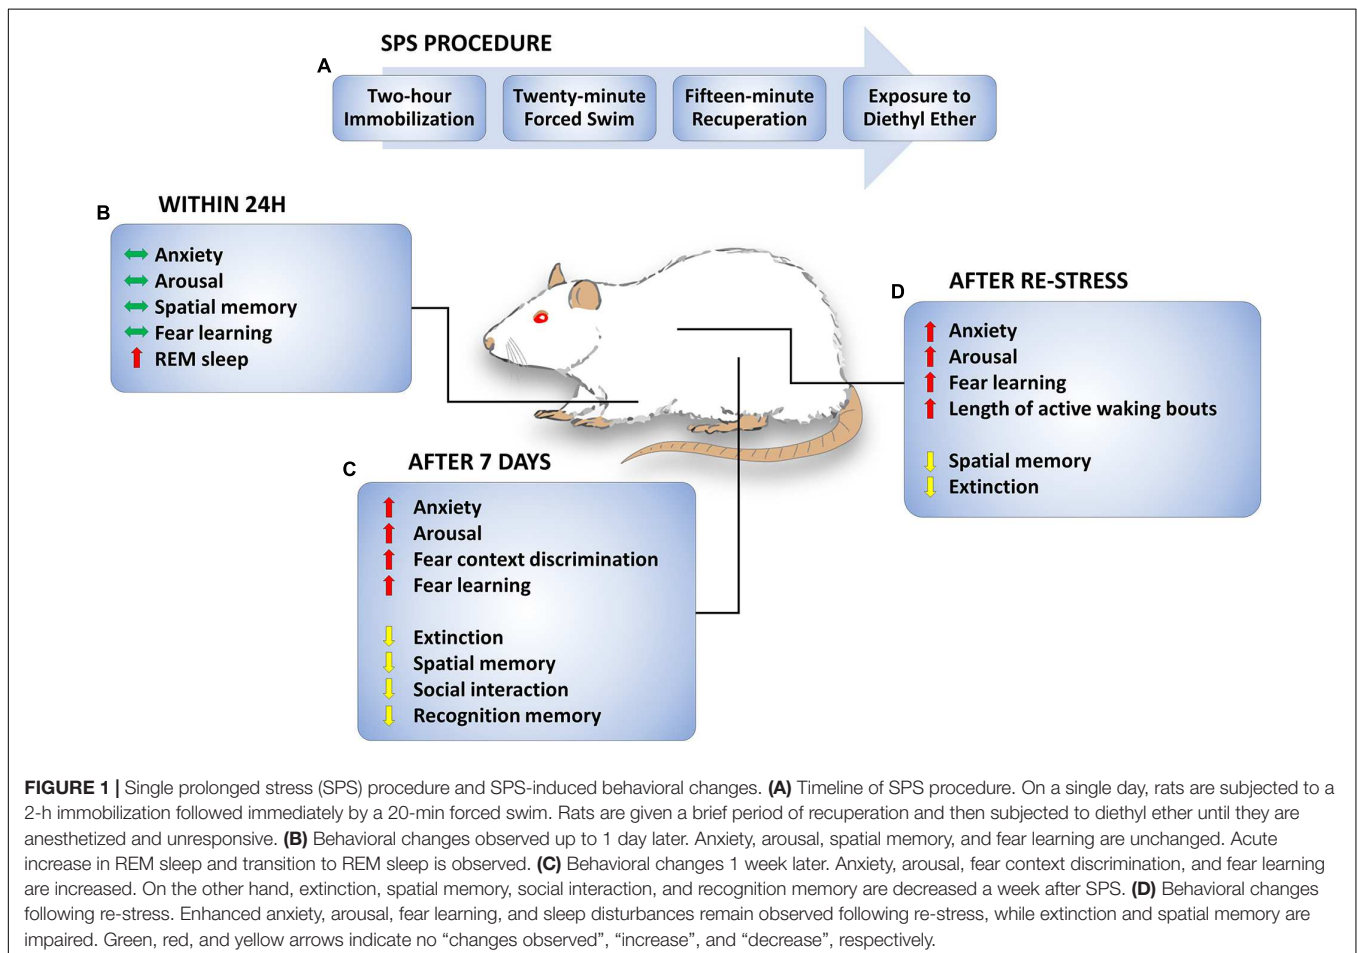 SPS PROCEDURE
A
Two-hour
Immobilization
Twenty-minute
Forced Swim
Fifteen-minute
Recuperation
Exposure to
Diethyl Ether
B
WITHIN 24H
Anxiety
Arousal
Spatial memory
Fear learning
REM sleep
C
AFTER 7 DAYS
Anxiety
Arousal
Fear context discrimination
Fear learning
Extinction
Spatial memory
Social interaction
Recognition memory
D
AFTER RE-STRESS
Anxiety
Arousal
Fear learning
Length of active waking bouts
Spatial memory
Extinction
FIGURE 1 | Single prolonged stress (SPS) procedure and SPS-induced behavioral changes. (A) Timeline of SPS procedure. On a single day, rats are subjected to a
2-h immobilization followed immediately by a 20-min forced swim. Rats are given a brief period of recuperation and then subjected to diethyl ether until they are
anesthetized and unresponsive. (B) Behavioral changes observed up to 1 day later. Anxiety, arousal, spatial memory, and fear learning are unchanged. Acute
increase in REM sleep and transition to REM sleep is observed. (C) Behavioral changes 1 week later. Anxiety, arousal, fear context discrimination, and fear learning
are increased. On the other hand, extinction, spatial memory, social interaction, and recognition memory are decreased a week after SPS. (D) Behavioral changes
following re-stress. Enhanced anxiety, arousal, fear learning, and sleep disturbances remain observed following re-stress, while extinction and spatial memory are
impaired. Green, red, and yellow arrows indicate no “changes observed”, “increase”, and “decrease”, respectively.